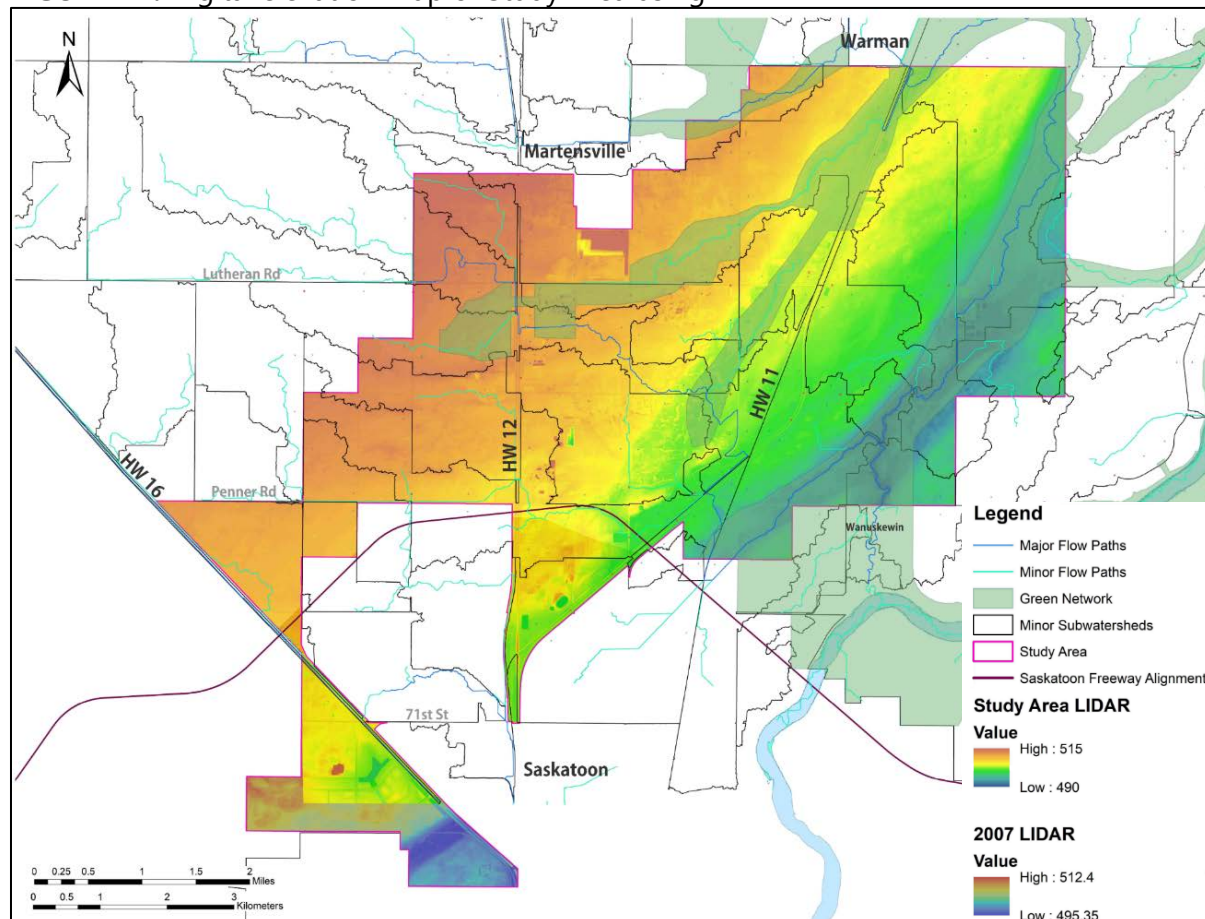 N
Warman
Martensville
Lutheran Rd
HW 12
HW 11
HW 16
Penner Rd
Wanuskewin
71st St
Saskatoon
Legend
Major Flow Paths
Minor Flow Paths
Green Network
Minor Subwatersheds
Study Area
Saskatoon Freeway Alignment
Study Area LIDAR
Value
High : 515
Low : 490
2007 LIDAR
Value
High : 512.4
Low : 495.35
0 0.25 0.5 1 1.5 2
Miles
0 0.5 1 2 3
Kilometers